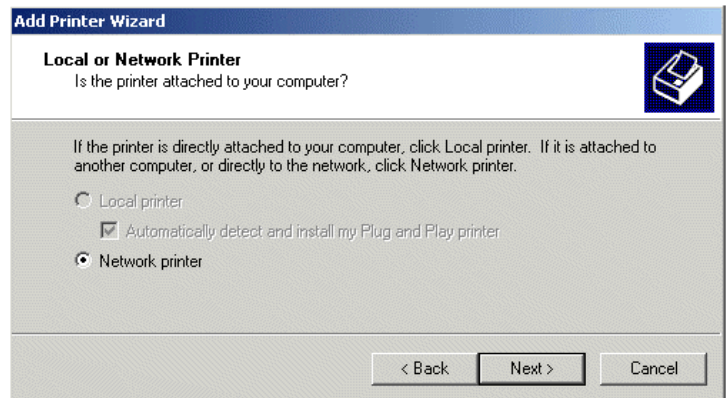 Add Printer Wizard
Local or Network Printer
Is the printer attached to your computer?
If the printer is directly attached to your computer, click Local printer. If it is attached to
another computer, or directly to the network, click Network printer.
Local printer
Automatically detect and install my Plug and Play printer
Network printer
< Back
Next >
Cancel